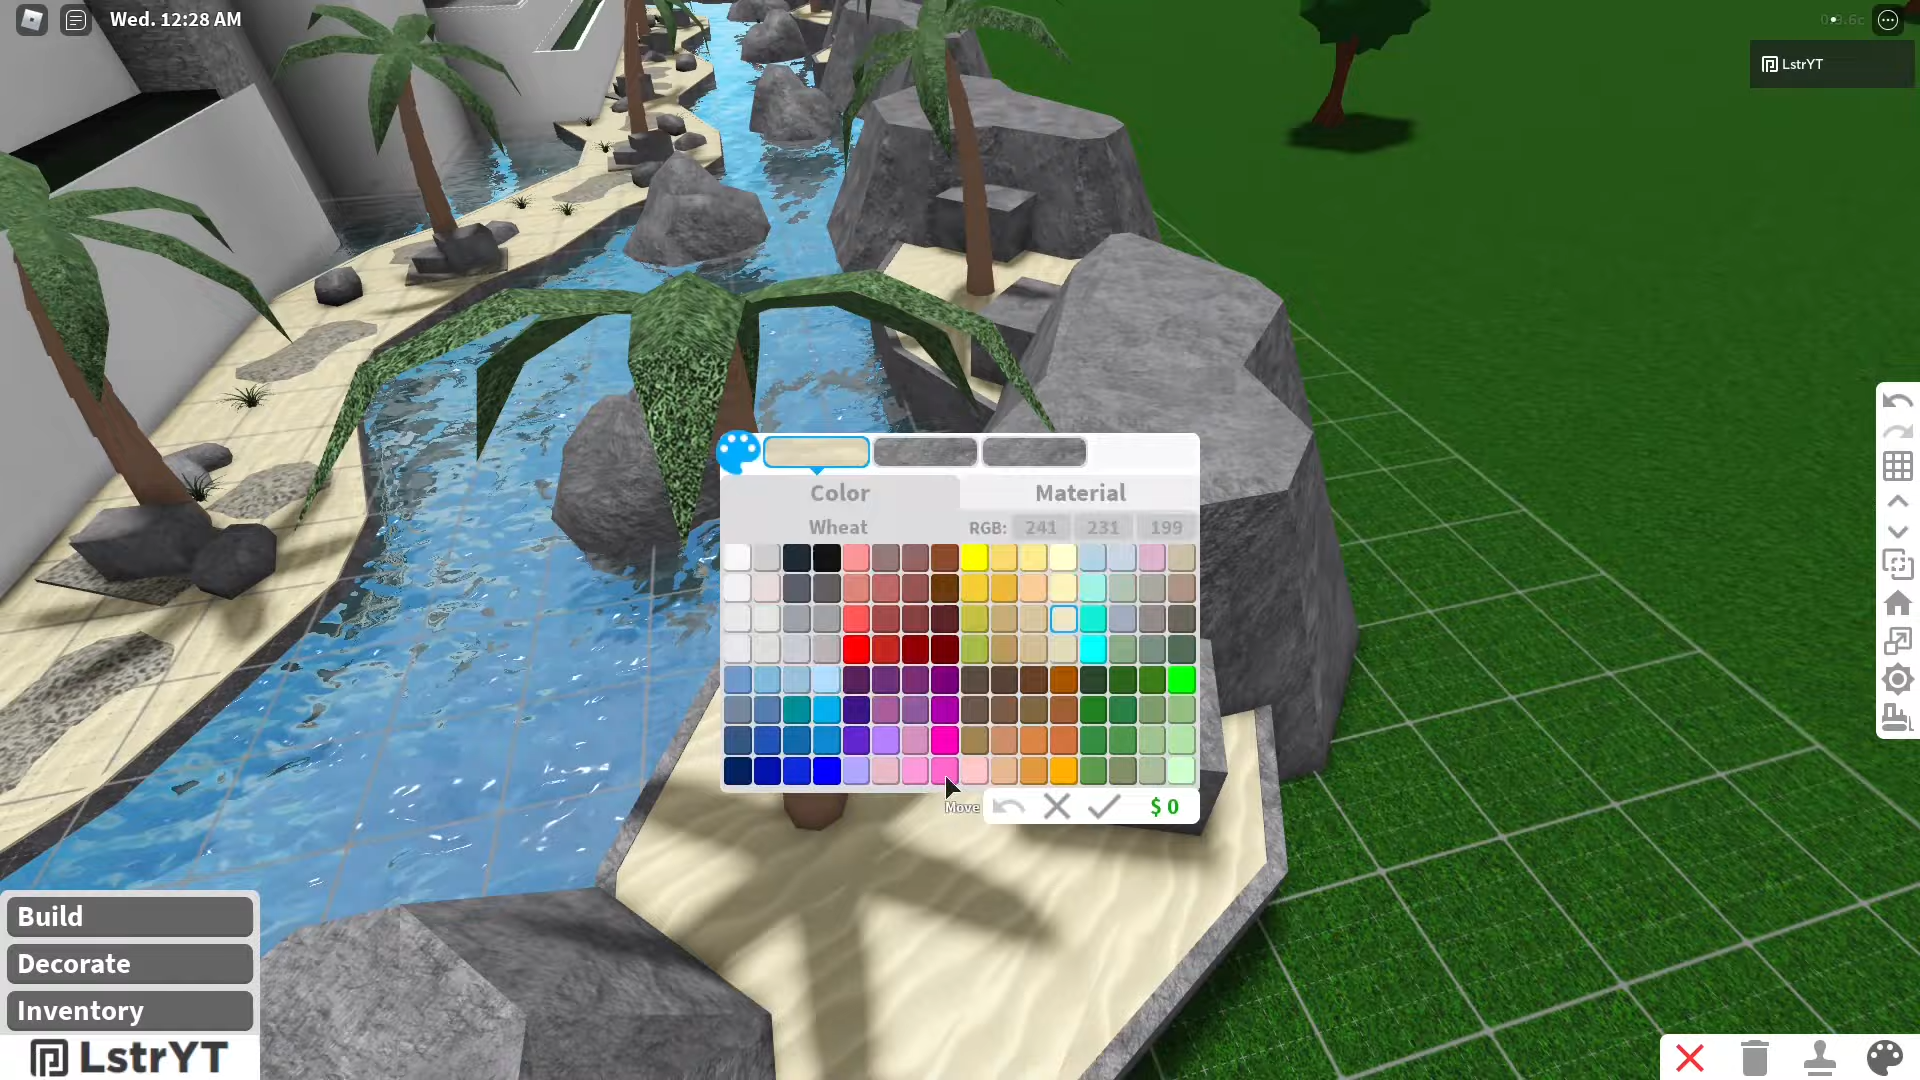 Wed. 12:28 AM
LstrYT
Color
Material
Wheat
RGB: 241 231 199
Move
$ 0
Build
Decorate
Inventory
LstrYT